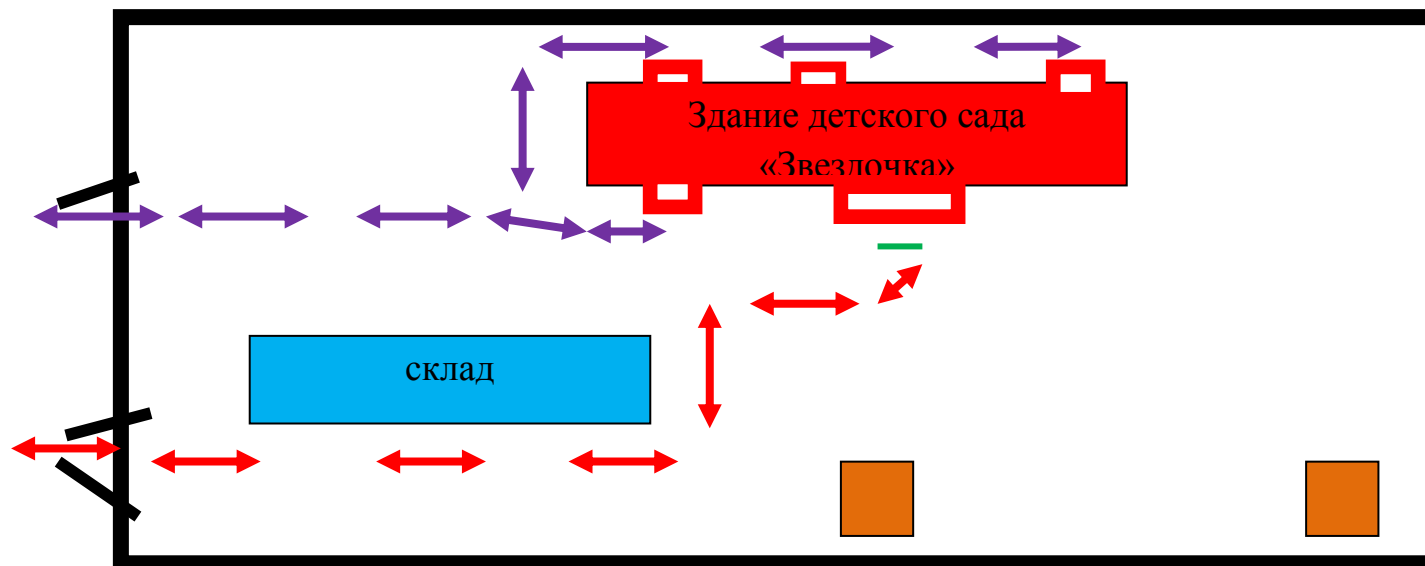 Здание детского сада
«Звездочка»
склад